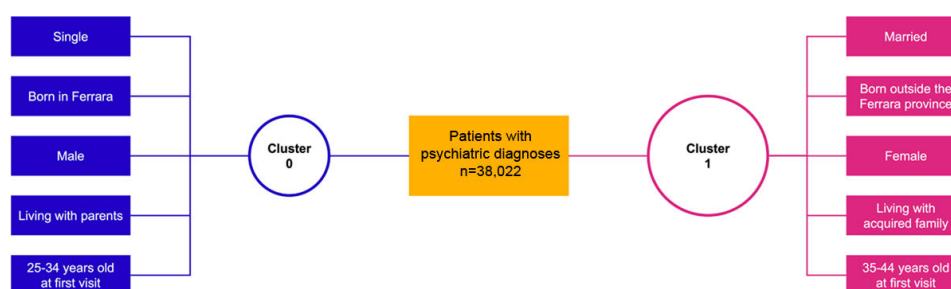 Single
Born in Ferrara
Male
Living with parents
25-34 years old
at first visit
Cluster
0
Patients with
psychiatric diagnoses
n=38,022
Cluster
1
Married
Born outside the
Ferrara province
Female
Living with
acquired family
35-44 years old
at first visit